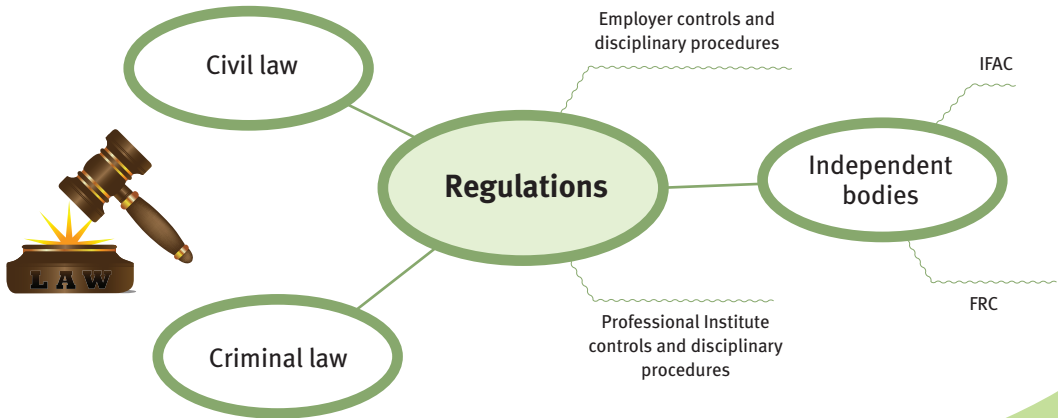 Employer controls and
disciplinary procedures
Civil law
IFAC
Regulations
Independent
bodies
LAW
FRC
Professional Institute
controls and disciplinary
procedures
Criminal law